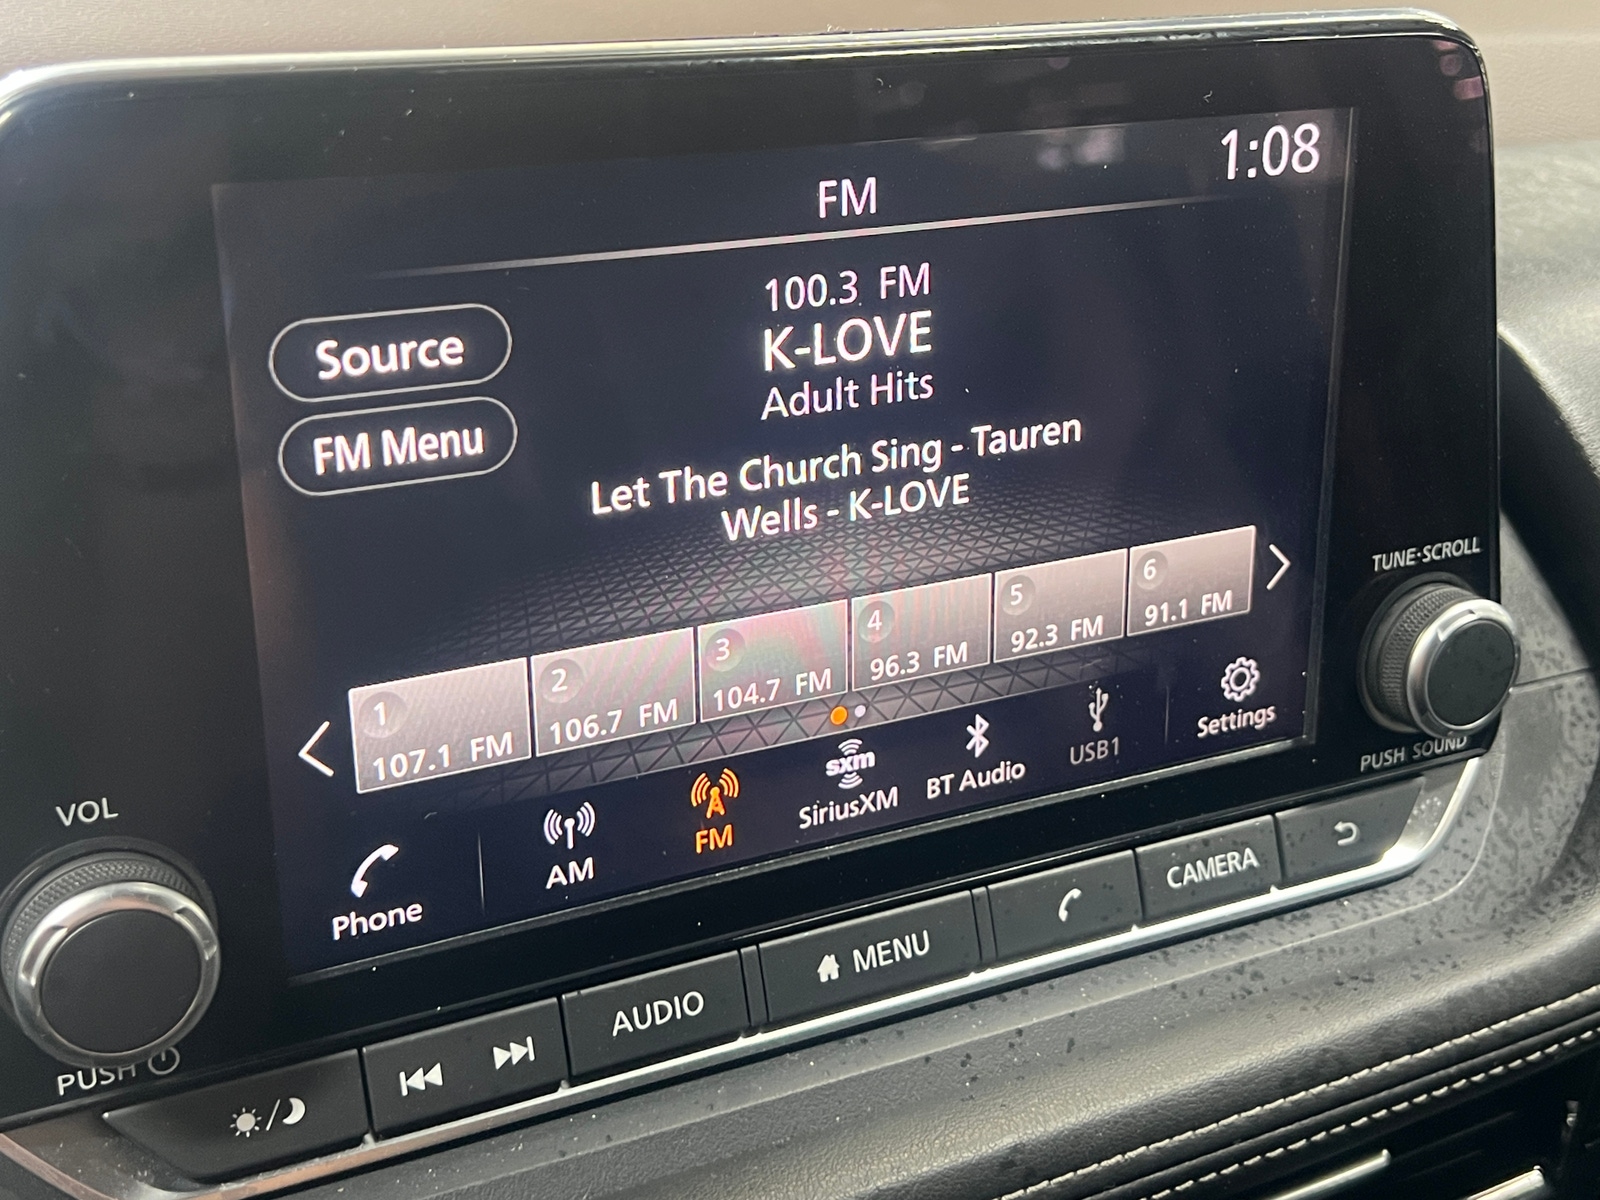 1:08
FM
100.3 FM
K-LOVE
Adult Hits
Source
FM Menu
Let The Church Sing - Tauren
Wells - K-LOVE
1
107.1 FM
2
106.7 FM
3
104.7 FM
4
96.3 FM
5
92.3 FM
6
91.1 FM
Phone
AM
FM
sxm
SiriusXM
BT Audio
USB1
Settings
TUNE·SCROLL
PUSH SOUND
VOL
PUSH
AUDIO
MENU
CAMERA